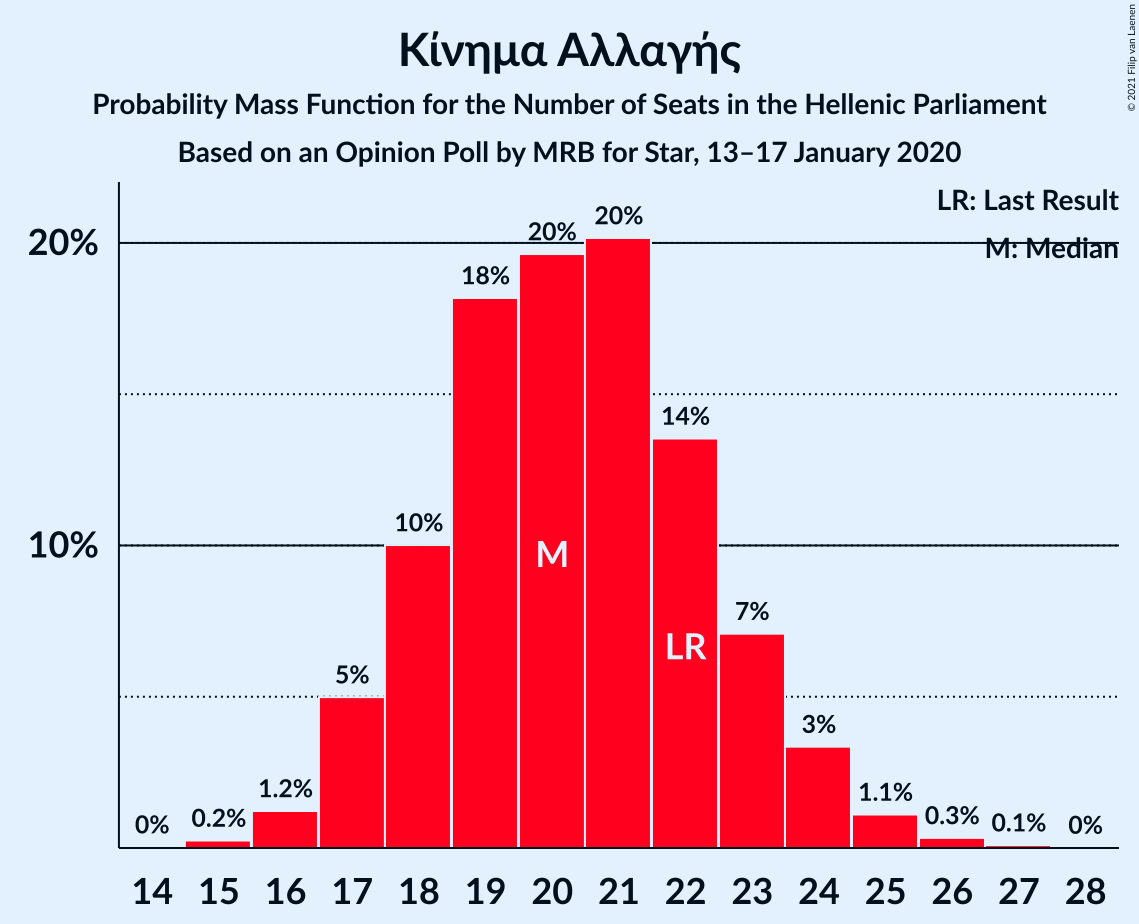 Κίνημα Αλλαγής
Probability Mass Function for the Number of Seats in the Hellenic Parliament
Based on an Opinion Poll by MRB for Star, 13–17 January 2020
© 2021 Filip van Laenen
LR: Last Result
M: Median
20%
10%
0%
0.2%
1.2%
5%
10%
18%
20%
20%
14%
7%
3%
1.1%
0.3%
0.1%
0%
M
LR
14 15 16 17 18 19 20 21 22 23 24 25 26 27 28